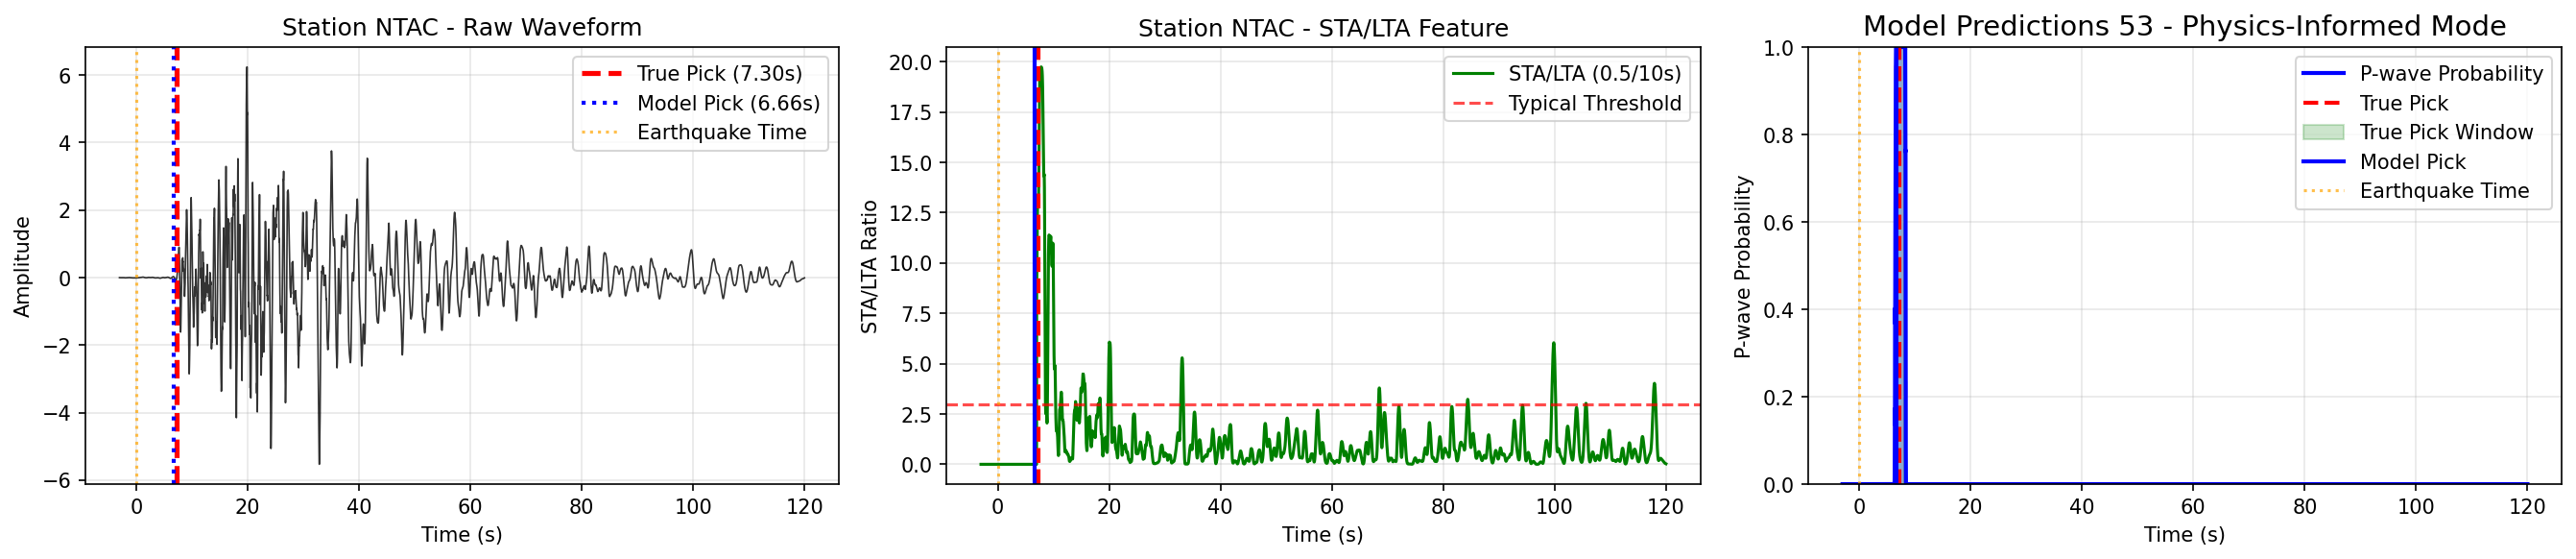 Station NTAC - Raw Waveform
True Pick (7.30s)
Model Pick (6.66s)
Earthquake Time
Amplitude
6
4
2
0
−2
−4
−6
0
20
40
60
80
100
120
Time (s)
Station NTAC - STA/LTA Feature
STA/LTA (0.5/10s)
Typical Threshold
STA/LTA Ratio
20.0
17.5
15.0
12.5
10.0
7.5
5.0
2.5
0.0
0
20
40
60
80
100
120
Time (s)
Model Predictions 53 - Physics-Informed Mode
P-wave Probability
True Pick
True Pick Window
Model Pick
Earthquake Time
P-wave Probability
1.0
0.8
0.6
0.4
0.2
0.0
0
20
40
60
80
100
120
Time (s)